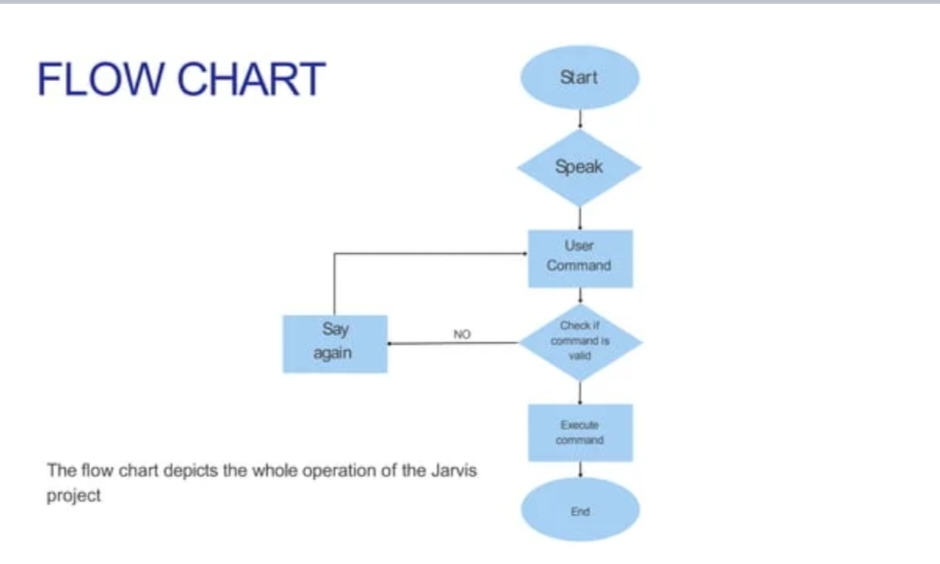 FLOW CHART
Start
Speak
User
Command
Say
again
NO
Check if
command is
valid
Execute
command
The flow chart depicts the whole operation of the Jarvis
project
End